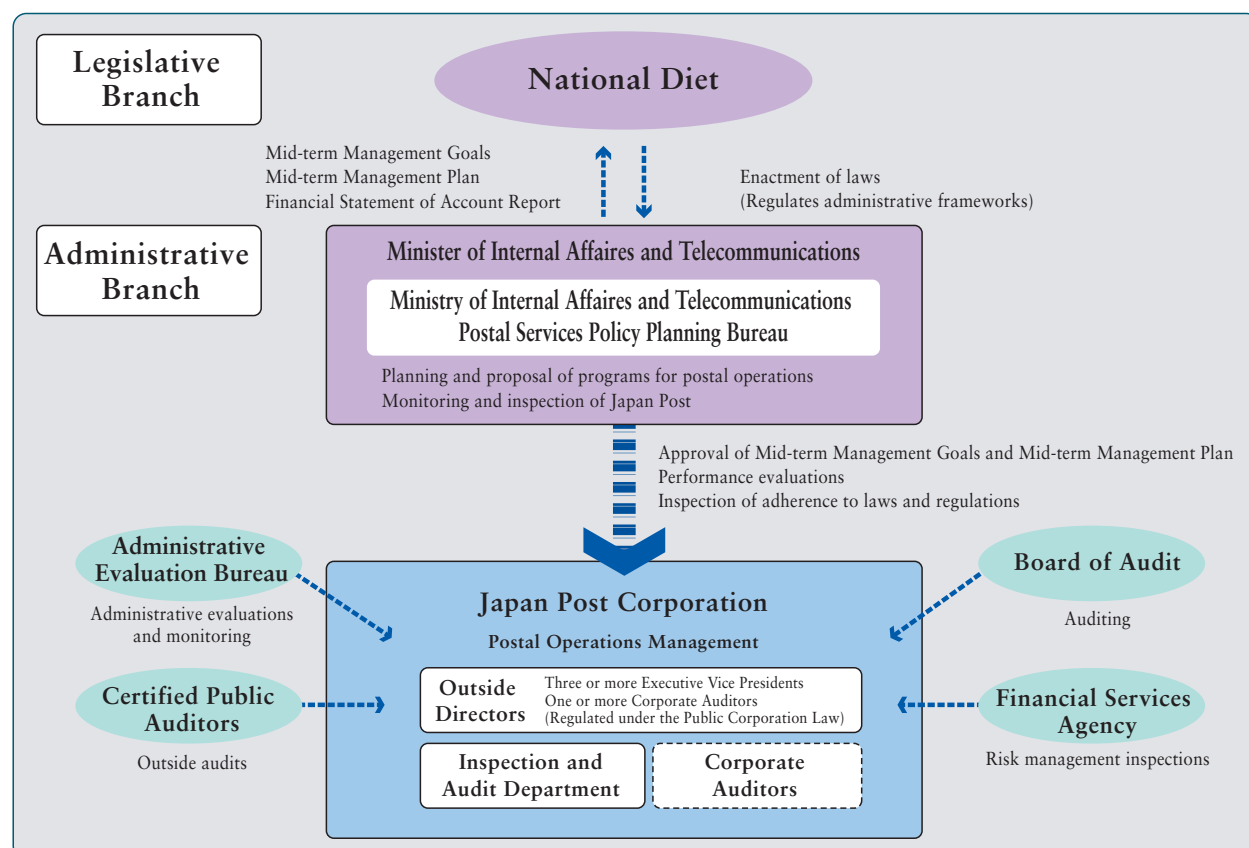 Legislative
Branch
National Diet
Mid-term Management Goals
Mid-term Management Plan
Financial Statement of Account Report
Enactment of laws
(Regulates administrative frameworks)
Administrative
Branch
Minister of Internal Affaires and Telecommunications
Ministry of Internal Affaires and Telecommunications
Postal Services Policy Planning Bureau
Planning and proposal of programs for postal operations
Monitoring and inspection of Japan Post
Approval of Mid-term Management Goals and Mid-term Management Plan
Performance evaluations
Inspection of adherence to laws and regulations
Administrative
Evaluation Bureau
Administrative evaluations
and monitoring
Certified Public
Auditors
Outside audits
Japan Post Corporation
Postal Operations Management
Outside
Directors
Three or more Executive Vice Presidents
One or more Corporate Auditors
(Regulated under the Public Corporation Law)
Inspection and
Audit Department
Corporate
Auditors
Board of Audit
Auditing
Financial Services
Agency
Risk management inspections